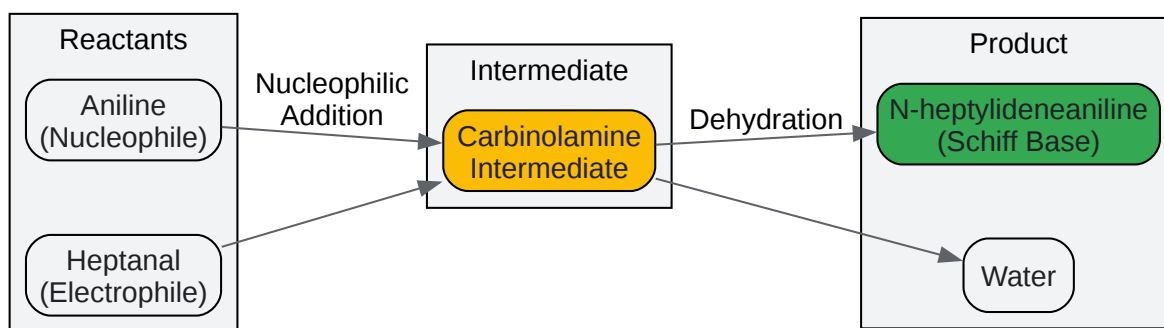 Reactants
Aniline
(Nucleophile)
Heptanal
(Electrophile)
Nucleophilic
Addition
Intermediate
Carbinolamine
Intermediate
Dehydration
Product
N-heptylideneaniline
(Schiff Base)
Water